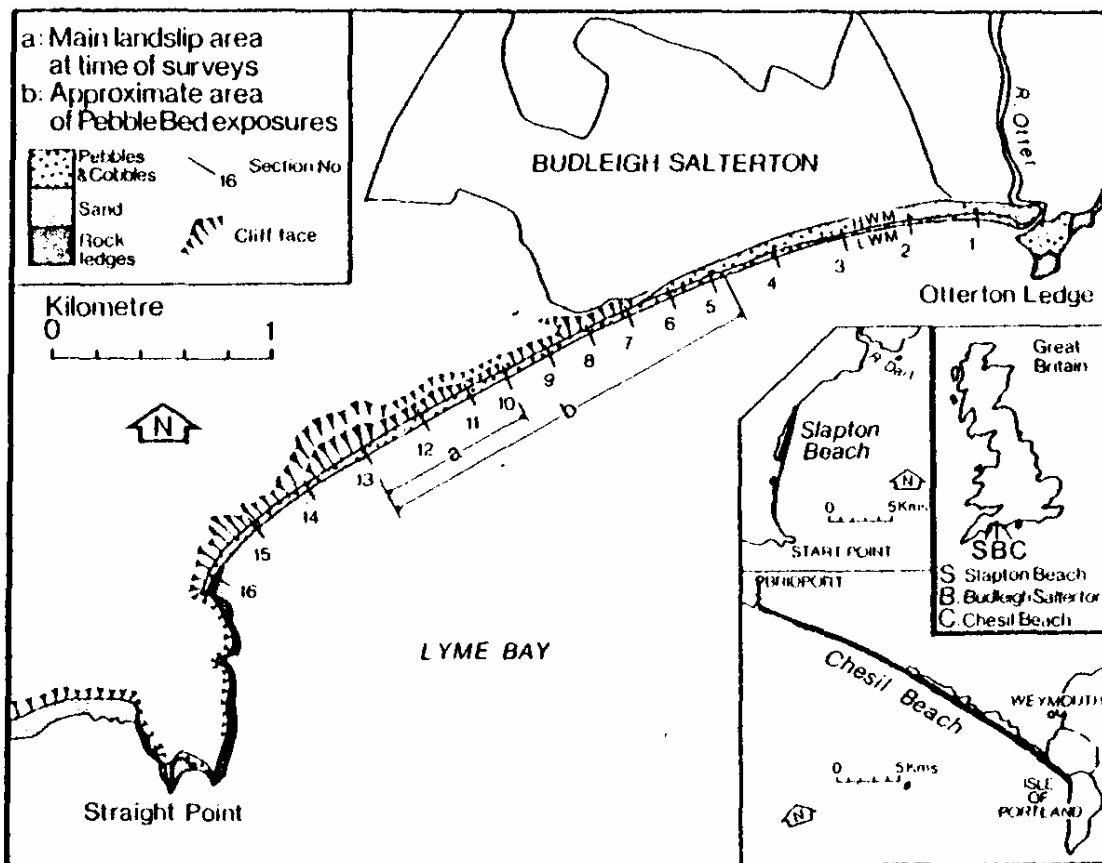 a: Main landslip area
at time of surveys
b: Approximate area
of Pebble Bed exposures
Pebbles
& Cobbles
Sand
Rock
ledges
16
Section No
Cliff face
Kilometre
0 1
N
BUDLEIGH SALTERTON
R. Otter
HWM
LWM
1
2
3
4
5
6
7
8
9
10
11
12
13
14
15
16
a
b
Otterton Ledge
LYME BAY
Straight Point
R. Dart
Slapton
Beach
N
0 5Kms
START POINT
Great
Britain
SBC
S Slapton Beach
B. Budleigh Salterton
C. Chesil Beach
BRIDPORT
Chesil Beach
WEYMOUTH
0 5Kms
N
ISLE
OF
PORTLAND